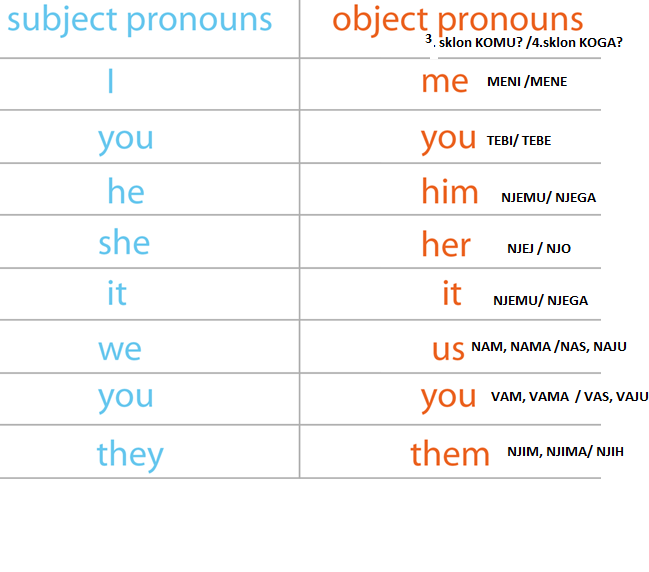 subject pronouns object pronouns
3. sklon KOMU? /4.sklon KOGA?
I me MENI /MENE
you you TEBI/ TEBE
he him NJEMU/ NJEGA
she her NJEJ / NJO
it it NJEMU/ NJEGA
we us NAM, NAMA /NAS, NAJU
you you VAM, VAMA / VAS, VAJU
they them NJIM, NJIMA/ NJIH